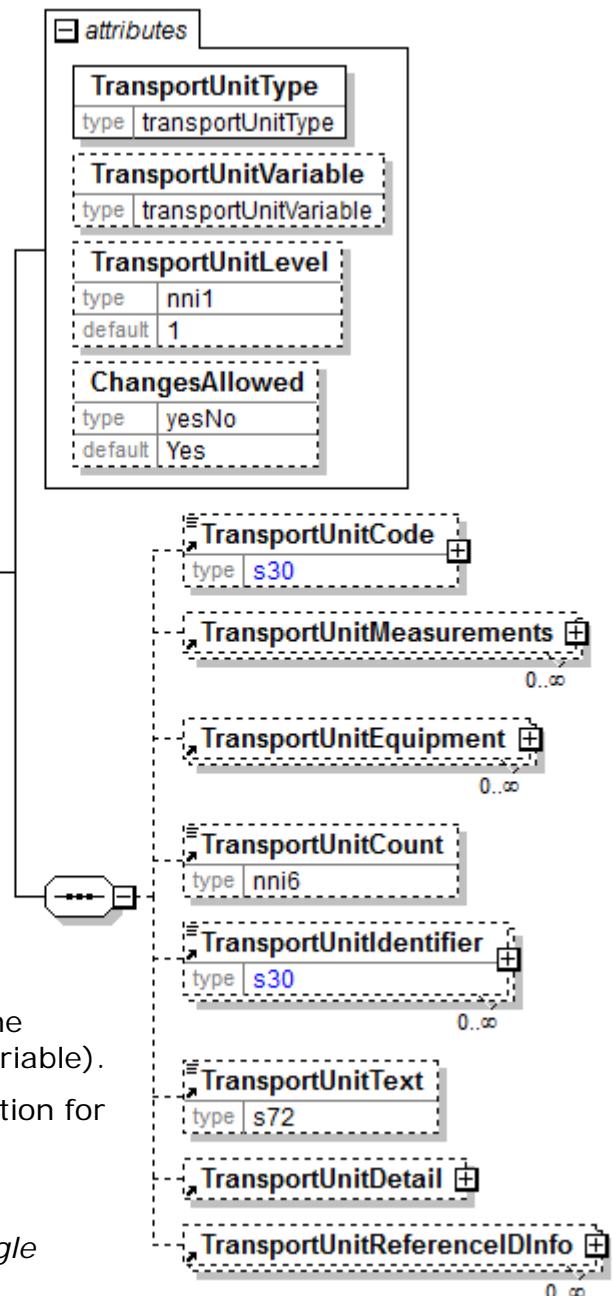 attributes
TransportUnitType
type transportUnitType
TransportUnitVariable
type transportUnitVariable
TransportUnitLevel
type nni1
default 1
ChangesAllowed
type yesNo
default Yes
TransportUnitCode
type s30
TransportUnitMeasurements
0..∞
TransportUnitEquipment
0..∞
TransportUnitCount
type nni6
TransportUnitIdentifier
type s30
0..∞
TransportUnitText
type s72
TransportUnitDetail
TransportUnitReferenceIDInfo
0..∞
ne
ariable).
tion for
gle